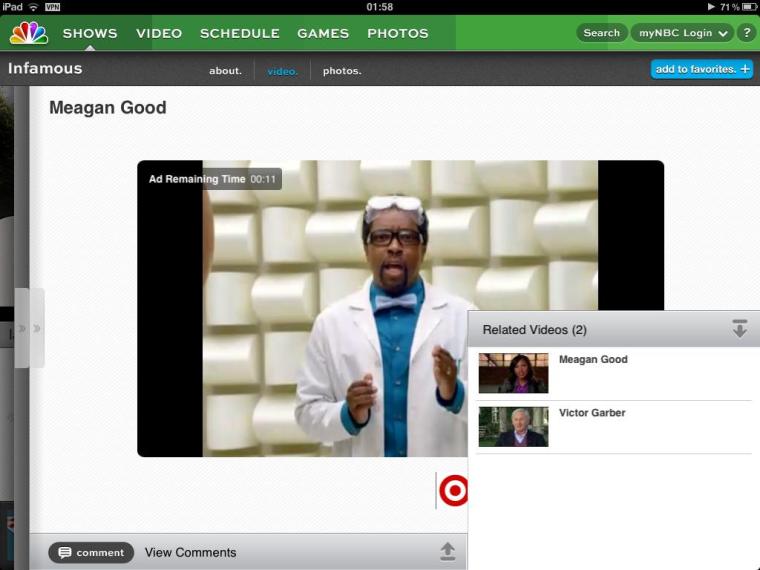 iPad VPN 01:58 71 %
SHOWS VIDEO SCHEDULE GAMES PHOTOS Search myNBC Login ?
Infamous about. video. photos. add to favorites. +
Meagan Good
Ad Remaining Time 00:11
Related Videos (2)
Meagan Good
Victor Garber
comment View Comments